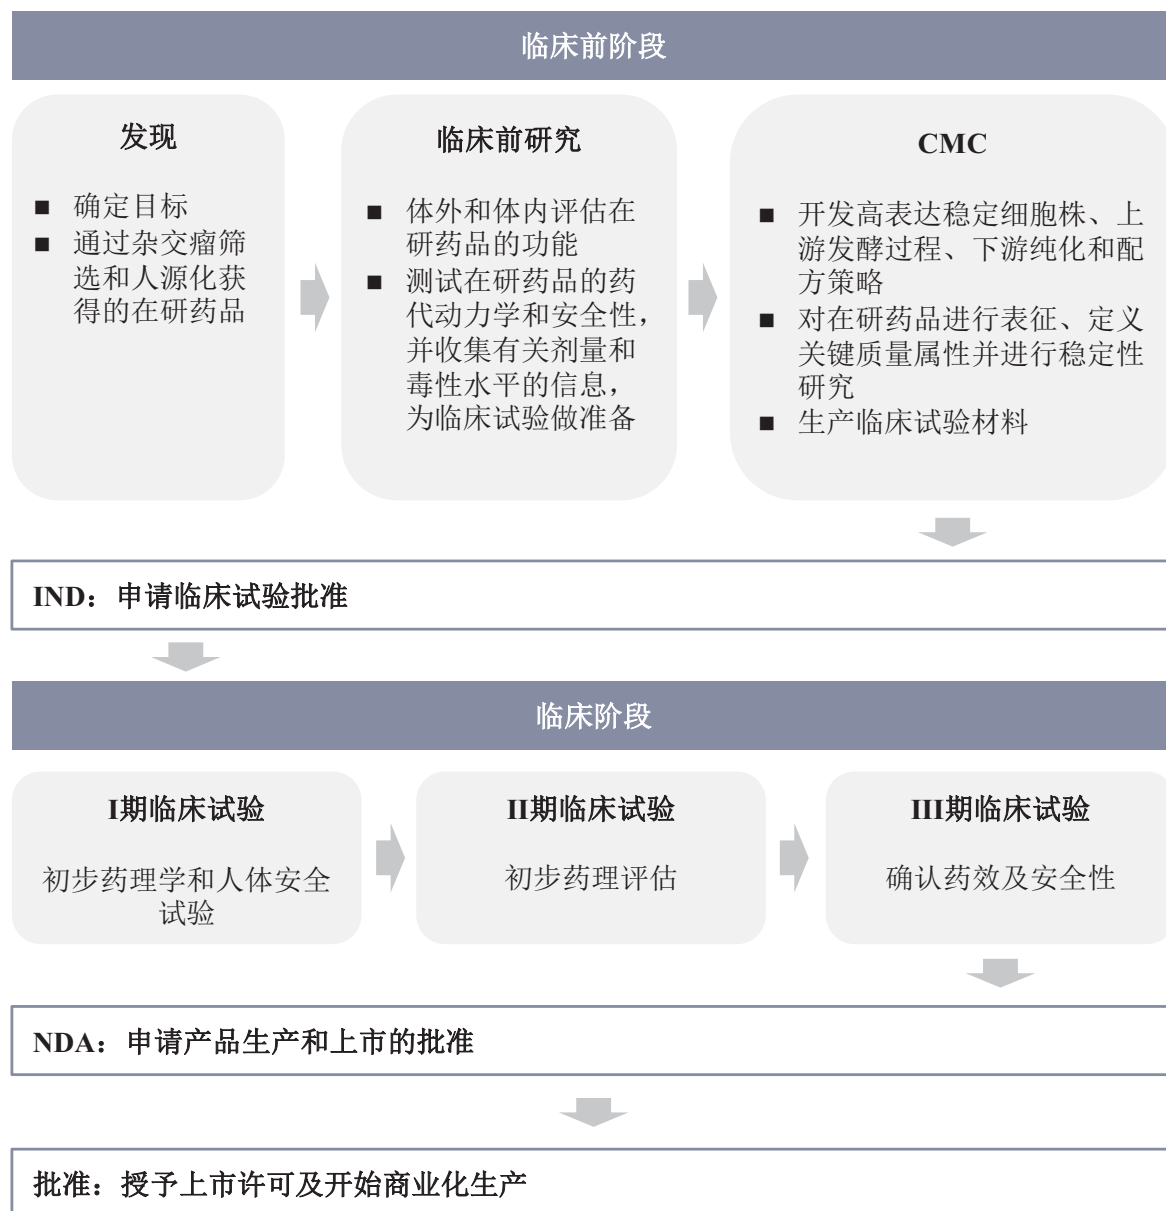 临床前阶段
发现
■ 确定目标
■ 通过杂交瘤筛
选和人源化获
得的在研药品
临床前研究
■ 体外和体内评估在
研药品的功能
■ 测试在研药品的药
代动力学和安全性，
并收集有关剂量和
毒性水平的信息，
为临床试验做准备
CMC
■ 开发高表达稳定细胞株、上
游发酵过程、下游纯化和配
方策略
■ 对在研药品进行表征、定义
关键质量属性并进行稳定性
研究
■ 生产临床试验材料
IND：申请临床试验批准
临床阶段
I期临床试验
初步药理学和人体安全
试验
II期临床试验
初步药理评估
III期临床试验
确认药效及安全性
NDA：申请产品生产和上市的批准
批准：授予上市许可及开始商业化生产